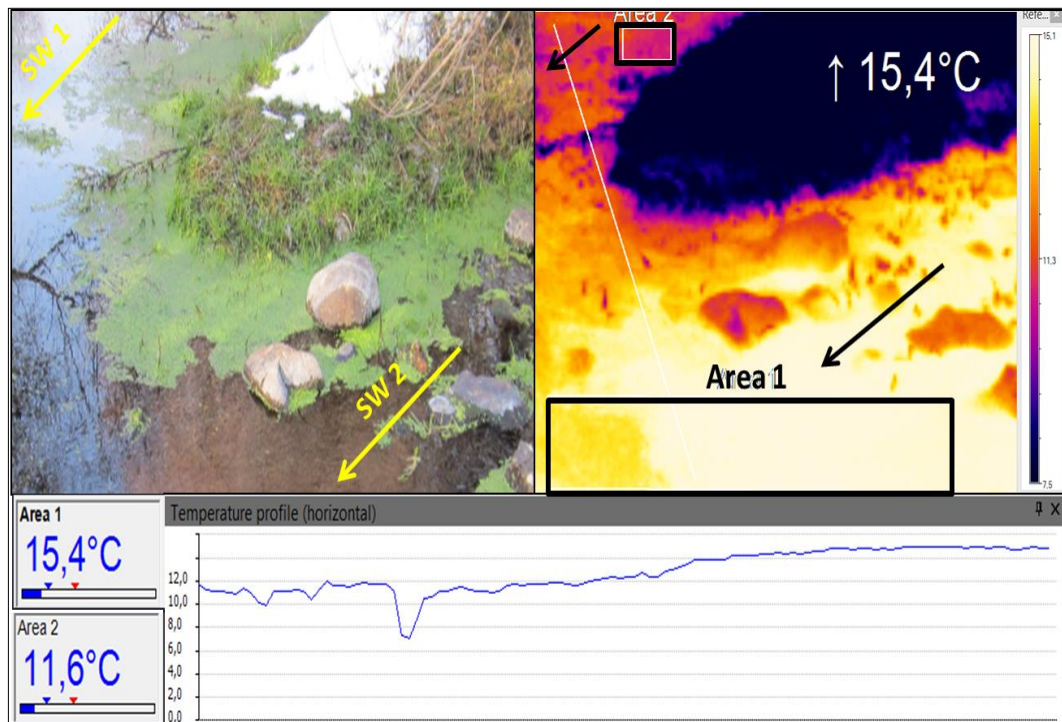 SW 1
SW 2
Area 2
↑ 15,4°C
Area 1
Refe...
x
15,1
11,3
7,5
Area 1
15,4°C
Area 2
11,6°C
Temperature profile (horizontal)
X
12,0
10,0
8,0
6,0
4,0
2,0
0,0